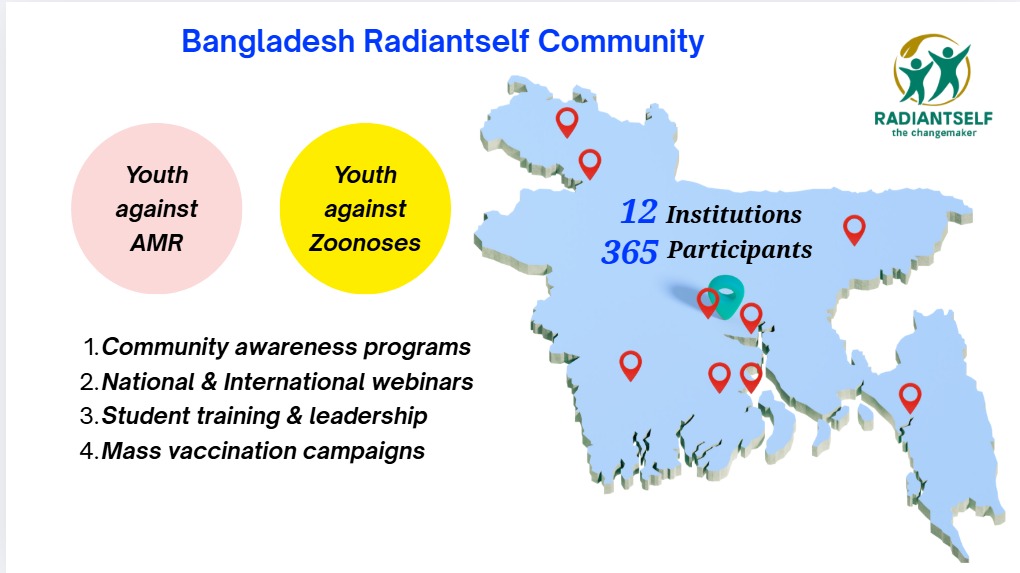 Bangladesh Radiantself Community
RADIANTSELF
the changemaker
Youth
against
AMR
Youth
against
Zoonoses
12 Institutions
365 Participants
1. Community awareness programs
2. National & International webinars
3. Student training & leadership
4. Mass vaccination campaigns